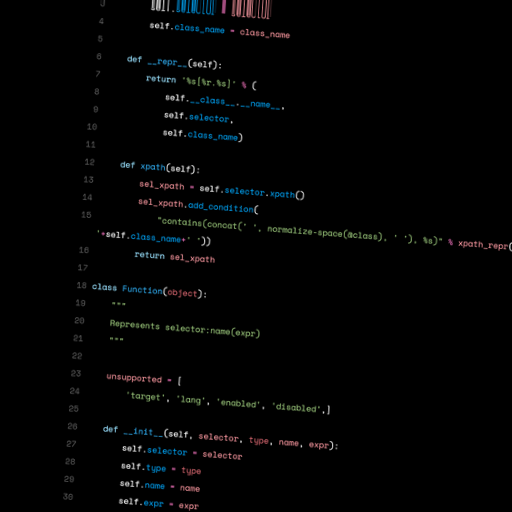 3 self.selector = selector
4 self.class_name = class_name
5
6 def __repr__(self):
7 return '%s[%r.%s]' % (
8 self.__class__.__name__,
9 self.selector,
10 self.class_name)
11
12 def xpath(self):
13 sel_xpath = self.selector.xpath()
14 sel_xpath.add_condition(
15 "contains(concat(' ', normalize-space(@class), ' '), %s)" % xpath_repr(
'+self.class_name+' '))
16 return sel_xpath
17
18 class Function(object):
19 """
20 Represents selector:name(expr)
21 """
22
23 unsupported = [
24 'target', 'lang', 'enabled', 'disabled',]
25
26 def __init__(self, selector, type, name, expr):
27 self.selector = selector
28 self.type = type
29 self.name = name
30 self.expr = expr